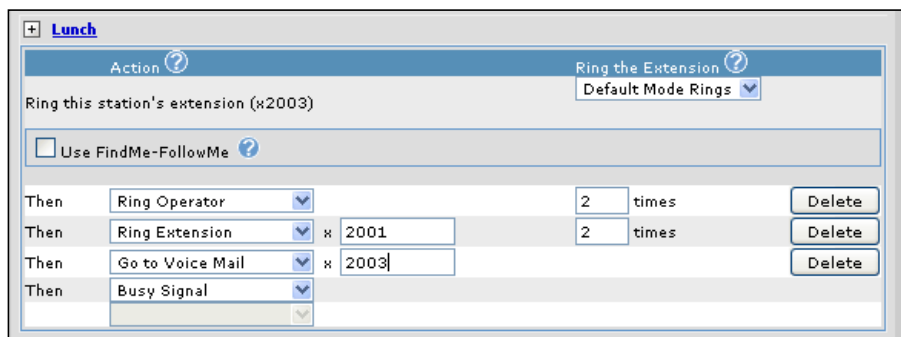 + Lunch
Action ? Ring the Extension ?
Ring this station's extension (x2003) Default Mode Rings
Use FindMe-FollowMe ?
Then Ring Operator 2 times Delete
Then Ring Extension x 2001 2 times Delete
Then Go to Voice Mail x 2003 Delete
Then Busy Signal